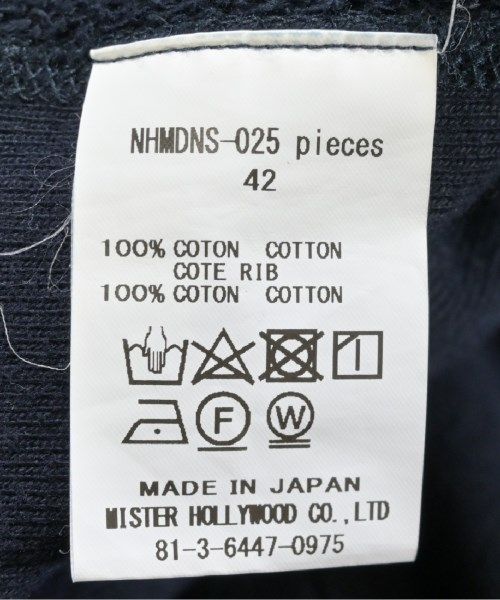 NHMDNS-025 pieces
42
100% COTON COTTON
COTE RIB
100% COTON COTTON
F W
MADE IN JAPAN
MISTER HOLLYWOOD CO.,LTD
81-3-6447-0975